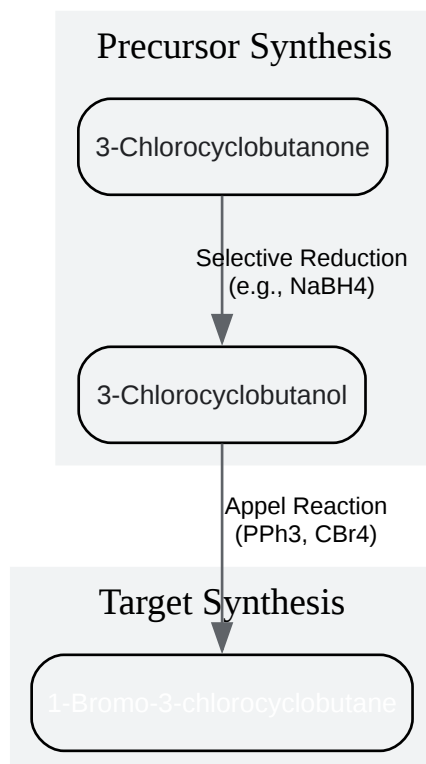 Precursor Synthesis
3-Chlorocyclobutanone
Selective Reduction
(e.g., NaBH4)
3-Chlorocyclobutanol
Appel Reaction
(PPh3, CBr4)
Target Synthesis
1-Bromo-3-chlorocyclobutane